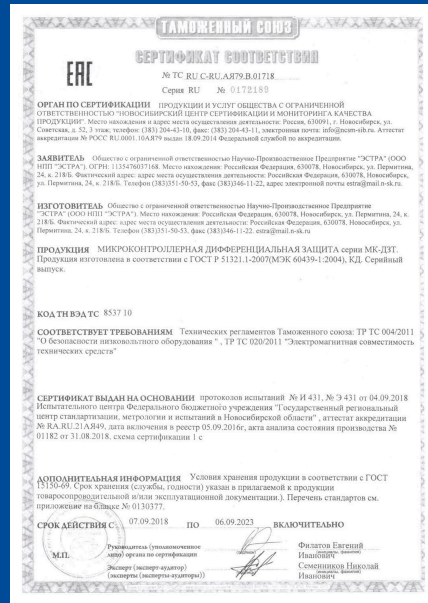 ТАМОЖЕННЫЙ СОЮЗ
СЕРТИФИКАТ СООТВЕТСТВИЯ
ЕАС
№ ТС RU C-RU.АЯ79.В.01718
Серия RU № 0172189
ОРГАН ПО СЕРТИФИКАЦИИ ПРОДУКЦИИ И УСЛУГ ОБЩЕСТВА С ОГРАНИЧЕННОЙ
ОТВЕТСТВЕННОСТЬЮ "НОВОСИБИРСКИЙ ЦЕНТР СЕРТИФИКАЦИИ И МОНИТОРИНГА КАЧЕСТВА
ПРОДУКЦИИ". Место нахождения и адрес места осуществления деятельности: Россия, 630091, г. Новосибирск, ул.
Советская, д. 52, 3 этаж; телефон: (383) 204-43-10, факс: (383) 204-43-11, электронная почта: info@ncsm-sib.ru. Аттестат
аккредитации № РОСС RU.0001.10АЯ79 выдан 18.09.2014 Федеральной службой по аккредитации.
ЗАЯВИТЕЛЬ Общество с ограниченной ответственностью Научно-Производственное Предприятие "ЭСТРА" (ООО
НПП "ЭСТРА"). ОГРН: 1135476037168. Место нахождения: Российская Федерация, 630078, Новосибирск, ул. Пермитина,
24, к. 218/Б. Фактический адрес: адрес места осуществления деятельности: Российская Федерация, 630078, Новосибирск,
ул. Пермитина, 24, к. 218/Б. Телефон (383)351-50-53, факс (383)346-11-22, адрес электронной почты estra@mail.n-sk.ru.
ИЗГОТОВИТЕЛЬ Общество с ограниченной ответственностью Научно-Производственное Предприятие
"ЭСТРА" (ООО НПП "ЭСТРА"). Место нахождения: Российская Федерация, 630078, Новосибирск, ул. Пермитина, 24, к.
218/Б. Фактический адрес: адрес места осуществления деятельности: Российская Федерация, 630078, Новосибирск, ул.
Пермитина, 24, к. 218/Б. Телефон (383)351-50-53, факс (383)346-11-22. estra@mail.n-sk.ru
ПРОДУКЦИЯ МИКРОКОНТРОЛЛЕРНАЯ ДИФФЕРЕНЦИАЛЬНАЯ ЗАЩИТА серии МК-ДЗТ.
Продукция изготовлена в соответствии с ГОСТ Р 51321.1-2007(МЭК 60439-1:2004), КД. Серийный
выпуск.
КОД ТН ВЭД ТС 8537 10
СООТВЕТСТВУЕТ ТРЕБОВАНИЯМ Технических регламентов Таможенного союза: ТР ТС 004/2011
"О безопасности низковольтного оборудования " , ТР ТС 020/2011 "Электромагнитная совместимость
технических средств"
СЕРТИФИКАТ ВЫДАН НА ОСНОВАНИИ протоколов испытаний № И 431, № Э 431 от 04.09.2018
Испытательного центра Федерального бюджетного учреждения "Государственный региональный
центр стандартизации, метрологии и испытаний в Новосибирской области" , аттестат аккредитации
№ RA.RU.21АЯ49, дата включения в реестр 05.09.2016г, акта анализа состояния производства №
01182 от 31.08.2018. схема сертификации 1 с
ДОПОЛНИТЕЛЬНАЯ ИНФОРМАЦИЯ Условия хранения продукции в соответствии с ГОСТ
15150-69. Срок хранения (службы, годности) указан в прилагаемой к продукции
товаросопроводительной и/или эксплуатационной документации.). Перечень стандартов см.
приложение на бланке № 0130377.
СРОК ДЕЙСТВИЯ С 07.09.2018 ПО 06.09.2023 ВКЛЮЧИТЕЛЬНО
М.П.
Руководитель (уполномоченное
лицо) органа по сертификации
Филатов Евгений
Иванович
Эксперт (эксперт-аудитор)
(эксперты (эксперты-аудиторы))
Семенников Николай
Иванович